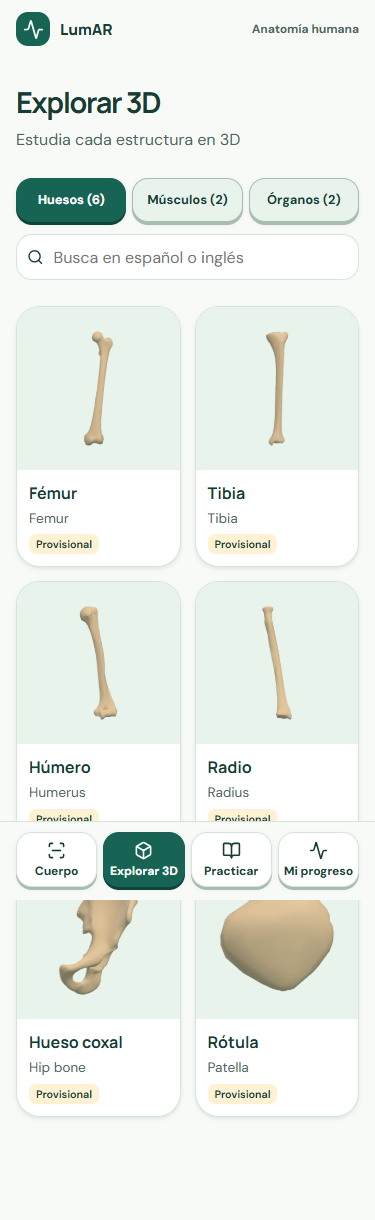 LumAR
Anatomía humana
Explorar 3D
Estudia cada estructura en 3D
Huesos (6)
Músculos (2)
Órganos (2)
Busca en español o inglés
Fémur
Femur
Provisional
Tibia
Tibia
Provisional
Húmero
Humerus
Provisional
Radio
Radius
Provisional
Cuerpo
Explorar 3D
Practicar
Mi progreso
Hueso coxal
Hip bone
Provisional
Rótula
Patella
Provisional